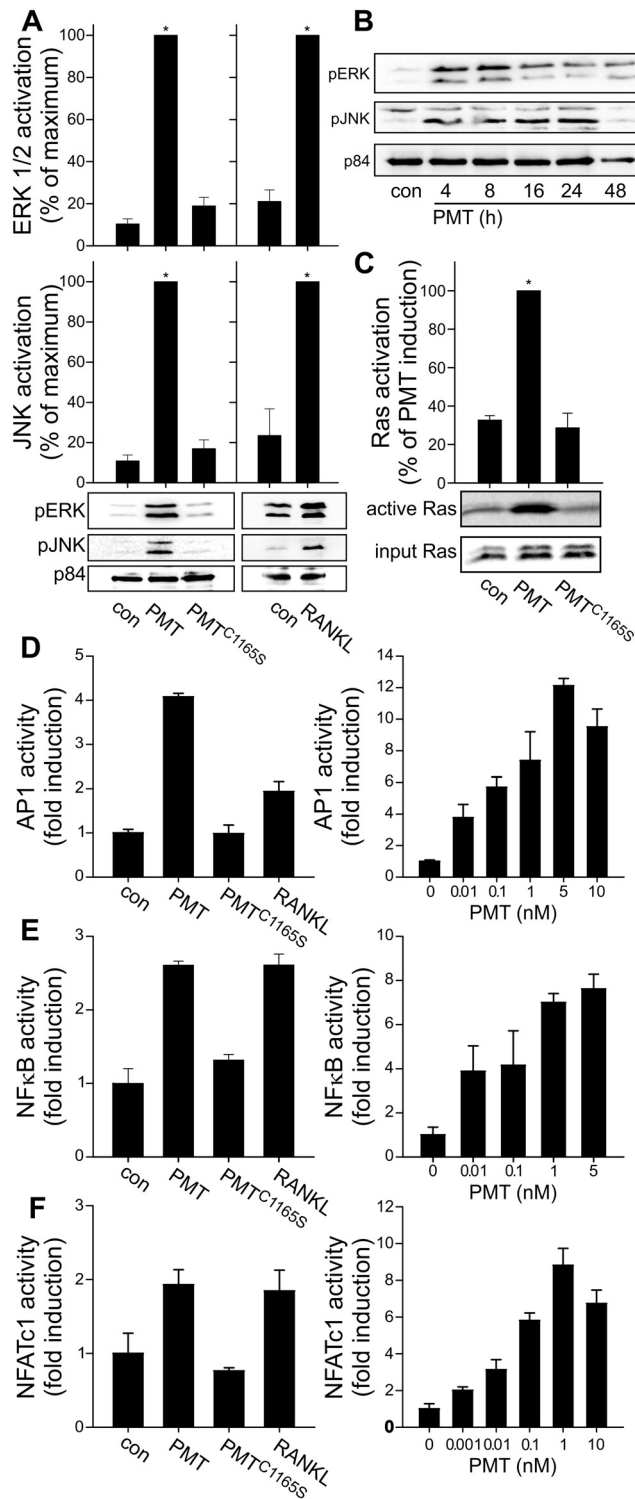 A
ERK 1/2 activation
(% of maximum)
100
80
60
40
20
0
*
*
JNK activation
(% of maximum)
100
80
60
40
20
0
*
*
pERK
pJNK
p84
con
PMT
PMTC1165S
con
RANKL
B
pERK
pJNK
p84
con 4 8 16 24 48
PMT (h)
C
Ras activation
(% of PMT induction)
100
80
60
40
20
0
*
active Ras
input Ras
con
PMT
PMTC1165S
D
AP1 activity
(fold induction)
5
4
3
2
1
0
con
PMT
PMTC1165S
RANKL
AP1 activity
(fold induction)
14
12
10
8
6
4
2
0
0 0.01 0.1 1 5 10
PMT (nM)
E
NFκB activity
(fold induction)
3
2
1
0
con
PMT
PMTC1165S
RANKL
NFκB activity
(fold induction)
10
8
6
4
2
0
0 0.01 0.1 1 5
PMT (nM)
F
NFATc1 activity
(fold induction)
3
2
1
0
con
PMT
PMTC1165S
RANKL
NFATc1 activity
(fold induction)
12
10
8
6
4
2
0
0 0.001 0.01 0.1 1 10
PMT (nM)